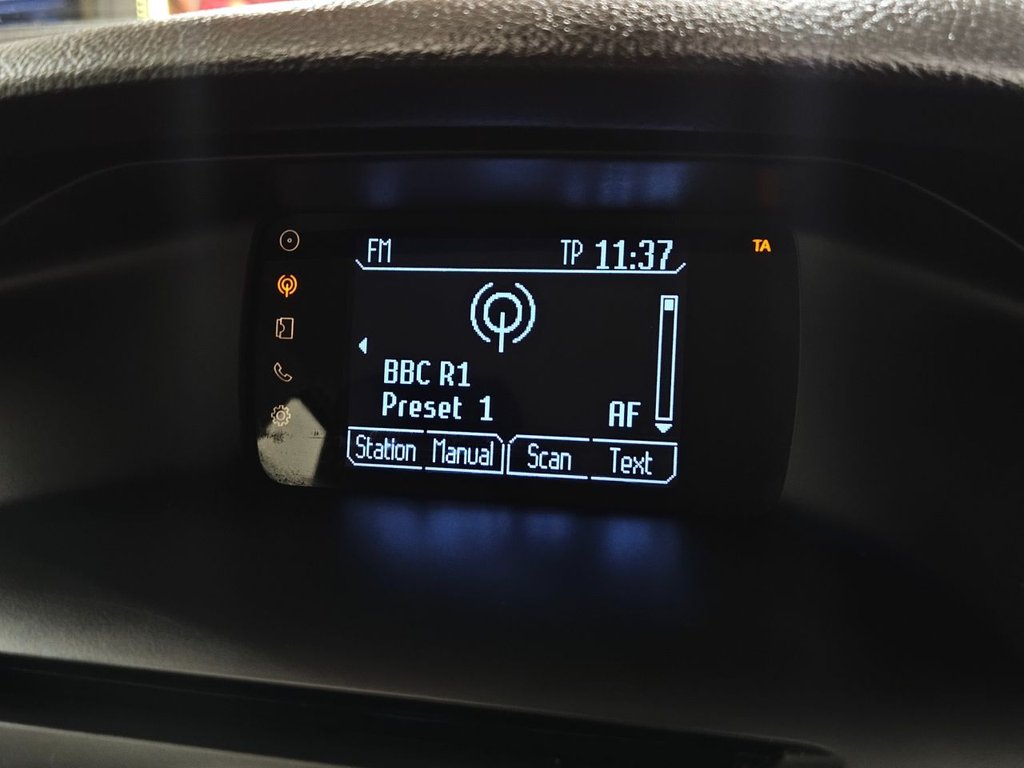 FM TP 11:37 TA
BBC R1
Preset 1 AF
Station Manual Scan Text